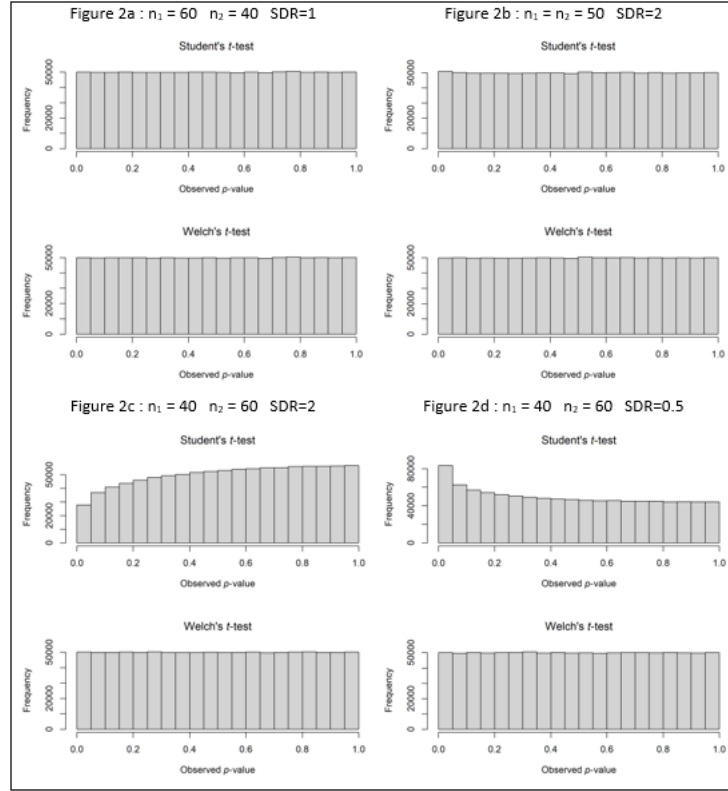 Figure 2a : n₁ = 60 n₂ = 40 SDR=1
Student's t-test
Frequency
0 20000 50000
0.0 0.2 0.4 0.6 0.8 1.0
Observed p-value
Welch's t-test
Frequency
0 20000 50000
0.0 0.2 0.4 0.6 0.8 1.0
Observed p-value
Figure 2b : n₁ = n₂ = 50 SDR=2
Student's t-test
Frequency
0 20000 50000
0.0 0.2 0.4 0.6 0.8 1.0
Observed p-value
Welch's t-test
Frequency
0 20000 50000
0.0 0.2 0.4 0.6 0.8 1.0
Observed p-value
Figure 2c : n₁ = 40 n₂ = 60 SDR=2
Student's t-test
Frequency
0 20000 50000
0.0 0.2 0.4 0.6 0.8 1.0
Observed p-value
Welch's t-test
Frequency
0 20000 50000
0.0 0.2 0.4 0.6 0.8 1.0
Observed p-value
Figure 2d : n₁ = 40 n₂ = 60 SDR=0.5
Student's t-test
Frequency
0 40000 80000
0.0 0.2 0.4 0.6 0.8 1.0
Observed p-value
Welch's t-test
Frequency
0 20000 50000
0.0 0.2 0.4 0.6 0.8 1.0
Observed p-value